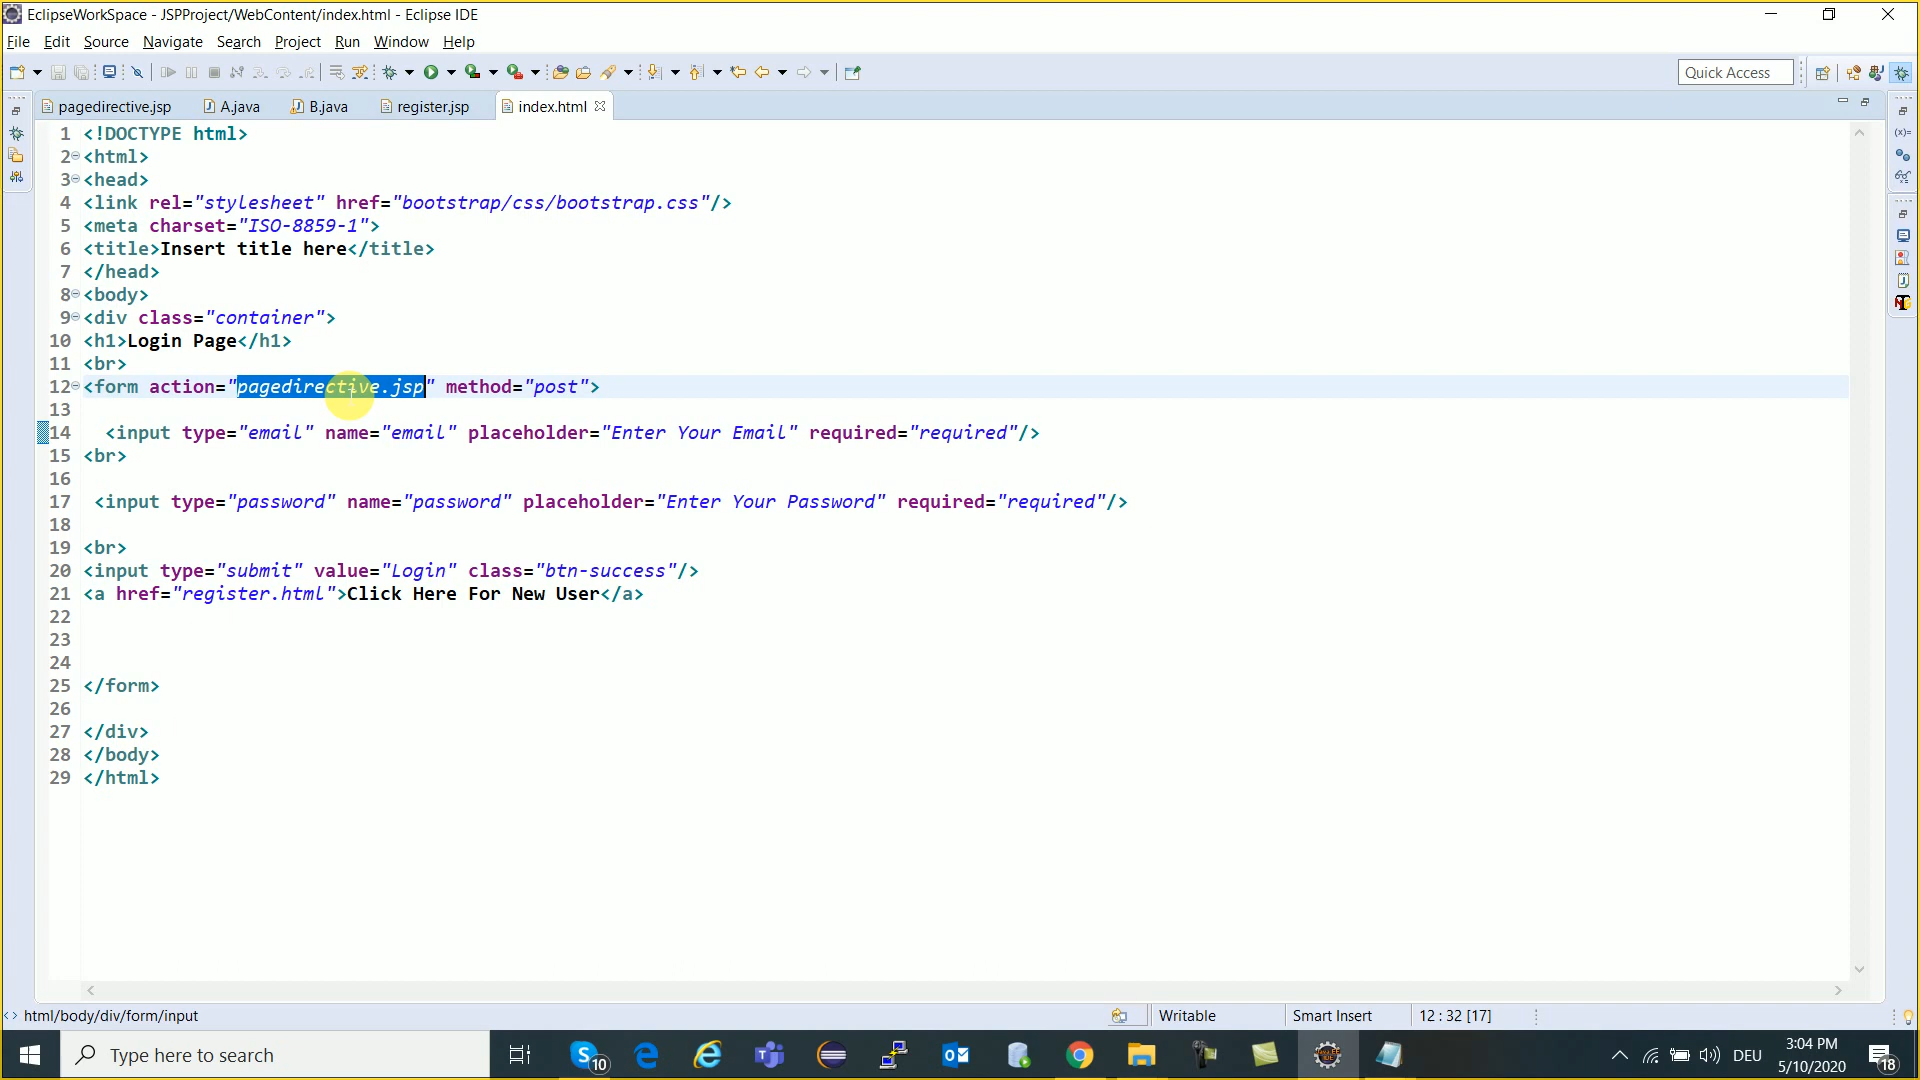 EclipseWorkSpace - JSPProject/WebContent/index.html - Eclipse IDE
File Edit Source Navigate Search Project Run Window Help
Quick Access
pagedirective.jsp A.java B.java register.jsp index.html
1 <!DOCTYPE html>
2 <html>
3 <head>
4 <link rel="stylesheet" href="bootstrap/css/bootstrap.css"/>
5 <meta charset="ISO-8859-1">
6 <title>Insert title here</title>
7 </head>
8 <body>
9 <div class="container">
10 <h1>Login Page</h1>
11 <br>
12 <form action="pagedirective.jsp" method="post">
13
14 <input type="email" name="email" placeholder="Enter Your Email" required="required"/>
15 <br>
16
17 <input type="password" name="password" placeholder="Enter Your Password" required="required"/>
18
19 <br>
20 <input type="submit" value="Login" class="btn-success"/>
21 <a href="register.html">Click Here For New User</a>
22
23
24
25 </form>
26
27 </div>
28 </body>
29 </html>
html/body/div/form/input Writable Smart Insert 12 : 32 [17]
Type here to search
10
DEU
3:04 PM
5/10/2020
18